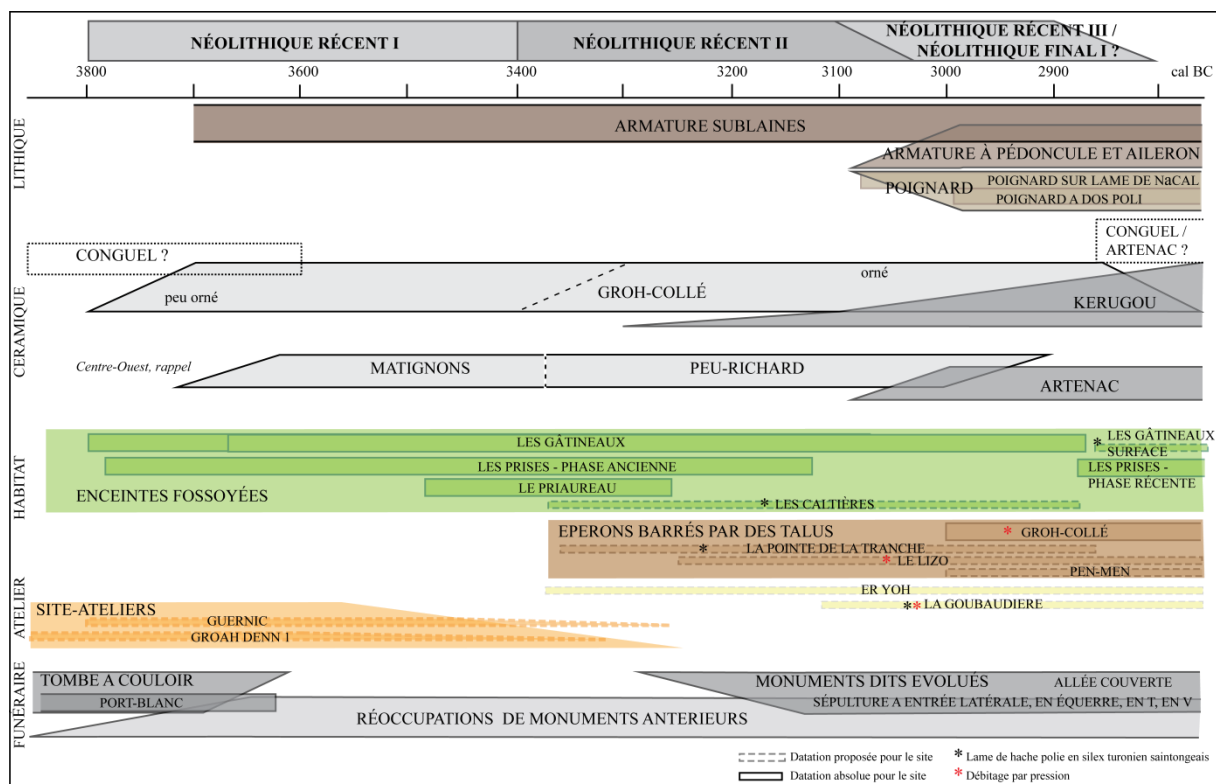 NÉOLITHIQUE RÉCENT I
NÉOLITHIQUE RÉCENT II
NÉOLITHIQUE RÉCENT III /
NÉOLITHIQUE FINAL I ?
3800 3600 3400 3200 3100 3000 2900 cal BC
LITHIQUE
ARMATURE SUBLAINES
ARMATURE À PÉDONCULE ET AILERON
POIGNARD
POIGNARD SUR LAME DE NaCAL
POIGNARD A DOS POLI
CERAMIQUE
CONGUEL ?
CONGUEL /
ARTENAC ?
peu orné
GROH-COLLÉ
orné
KERUGOU
Centre-Ouest, rappel
MATIGNONS
PEU-RICHARD
ARTENAC
HABITAT
LES GÂTINEAUX
* LES GÂTINEAUX
SURFACE
LES PRISES - PHASE ANCIENNE
LES PRISES -
PHASE RÉCENTE
ENCEINTES FOSSOYÉES
LE PRIAUREAU
* LES CALTIÈRES
EPERONS BARRÉS PAR DES TALUS
* GROH-COLLÉ
* LA POINTE DE LA TRANCHE
* LE LIZO
PEN-MEN
ATELIER
ER YOH
SITE-ATELIERS
** LA GOUBAUDIERE
GUERNIC
GROAH DENN 1
FUNÉRAIRE
TOMBE A COULOIR
MONUMENTS DITS EVOLUÉS
ALLÉE COUVERTE
PORT-BLANC
SÉPULTURE A ENTRÉE LATÉRALE, EN ÉQUERRE, EN T, EN V
RÉOCCUPATIONS DE MONUMENTS ANTERIEURS
Datation proposée pour le site
* Lame de hache polie en silex turonien saintongeais
Datation absolue pour le site
* Débitage par pression